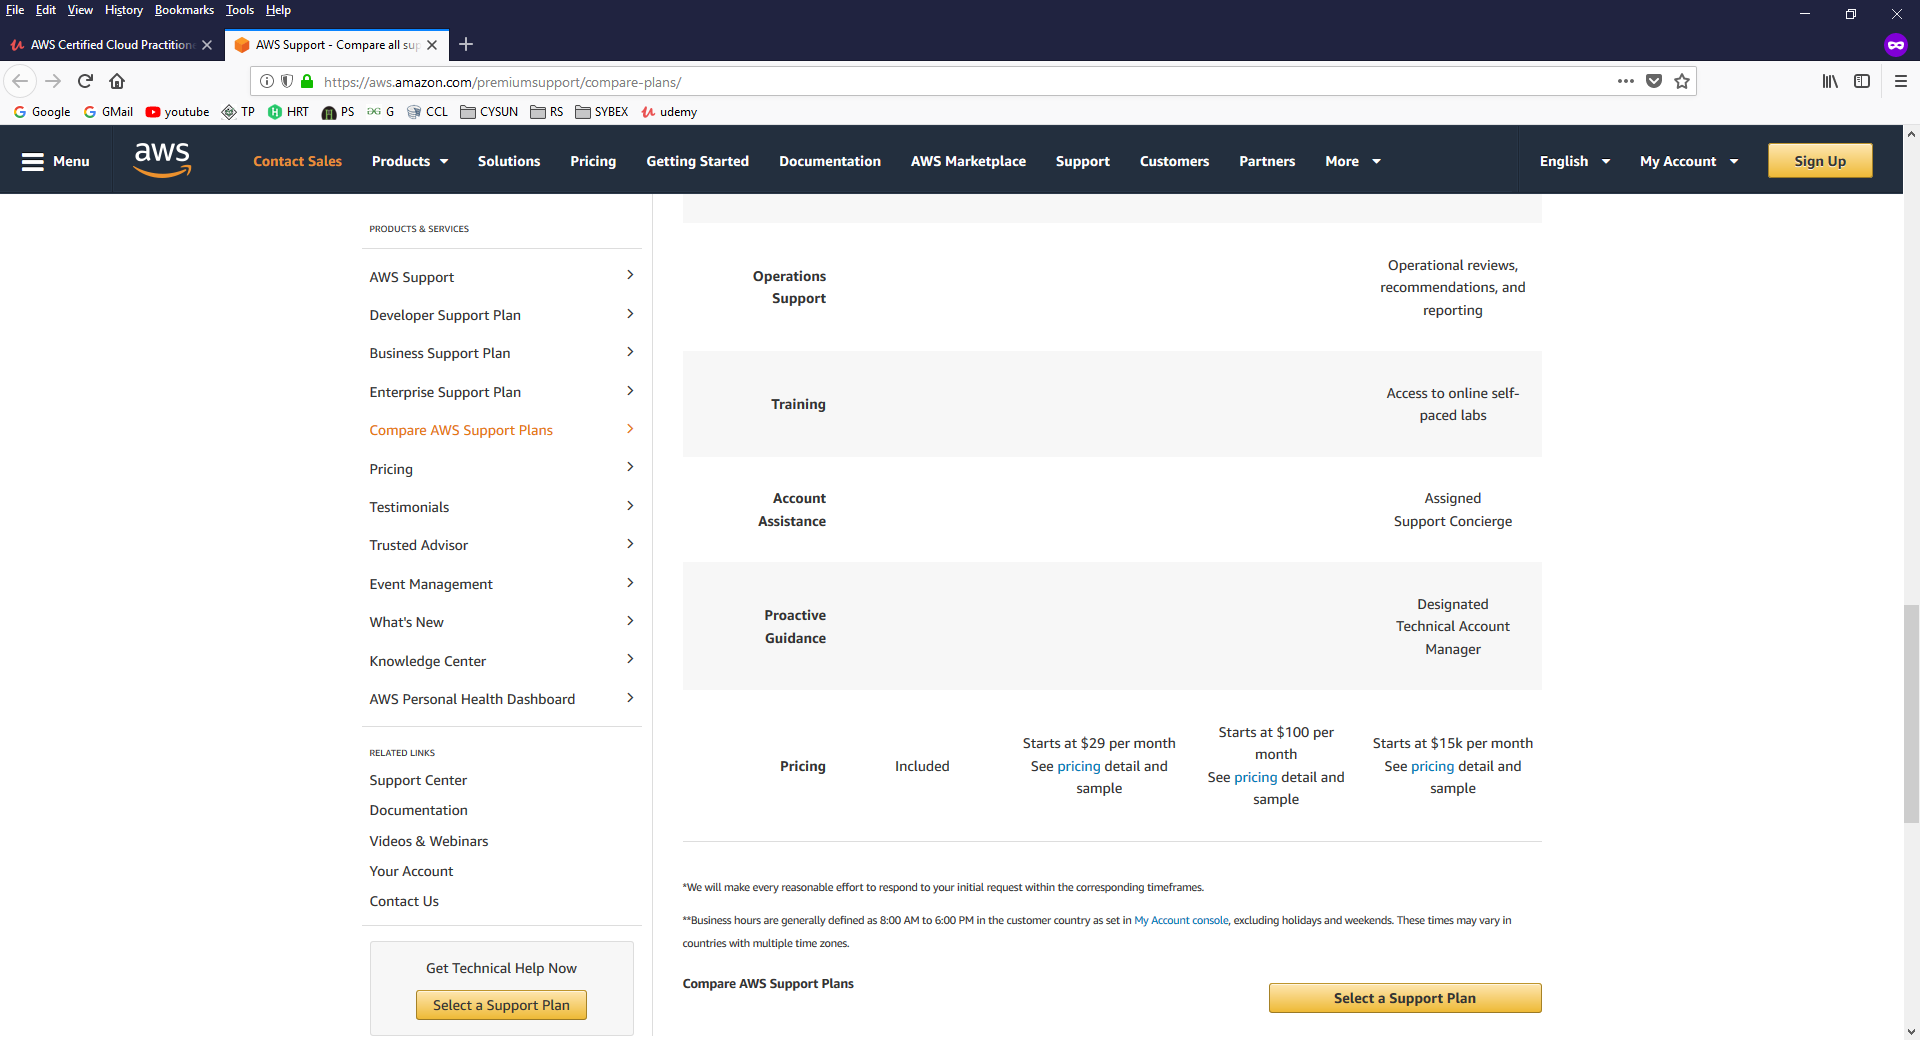 File Edit View History Bookmarks Tools Help
AWS Certified Cloud Practition
AWS Support - Compare all sup
https://aws.amazon.com/premiumsupport/compare-plans/
Google GMail youtube TP HRT PS G CCL CYSUN RS SYBEX udemy
Menu aws Contact Sales Products Solutions Pricing Getting Started Documentation AWS Marketplace Support Customers Partners More English My Account Sign Up
PRODUCTS & SERVICES
AWS Support
Developer Support Plan
Business Support Plan
Enterprise Support Plan
Compare AWS Support Plans
Pricing
Testimonials
Trusted Advisor
Event Management
What's New
Knowledge Center
AWS Personal Health Dashboard
RELATED LINKS
Support Center
Documentation
Videos & Webinars
Your Account
Contact Us
Get Technical Help Now
Select a Support Plan
Operations
Support
Operational reviews,
recommendations, and
reporting
Training
Access to online self-
paced labs
Account
Assistance
Assigned
Support Concierge
Proactive
Guidance
Designated
Technical Account
Manager
Pricing
Included
Starts at $29 per month
See pricing detail and
sample
Starts at $100 per
month
See pricing detail and
sample
Starts at $15k per month
See pricing detail and
sample
*We will make every reasonable effort to respond to your initial request within the corresponding timeframes.
**Business hours are generally defined as 8:00 AM to 6:00 PM in the customer country as set in My Account console, excluding holidays and weekends. These times may vary in
countries with multiple time zones.
Compare AWS Support Plans
Select a Support Plan